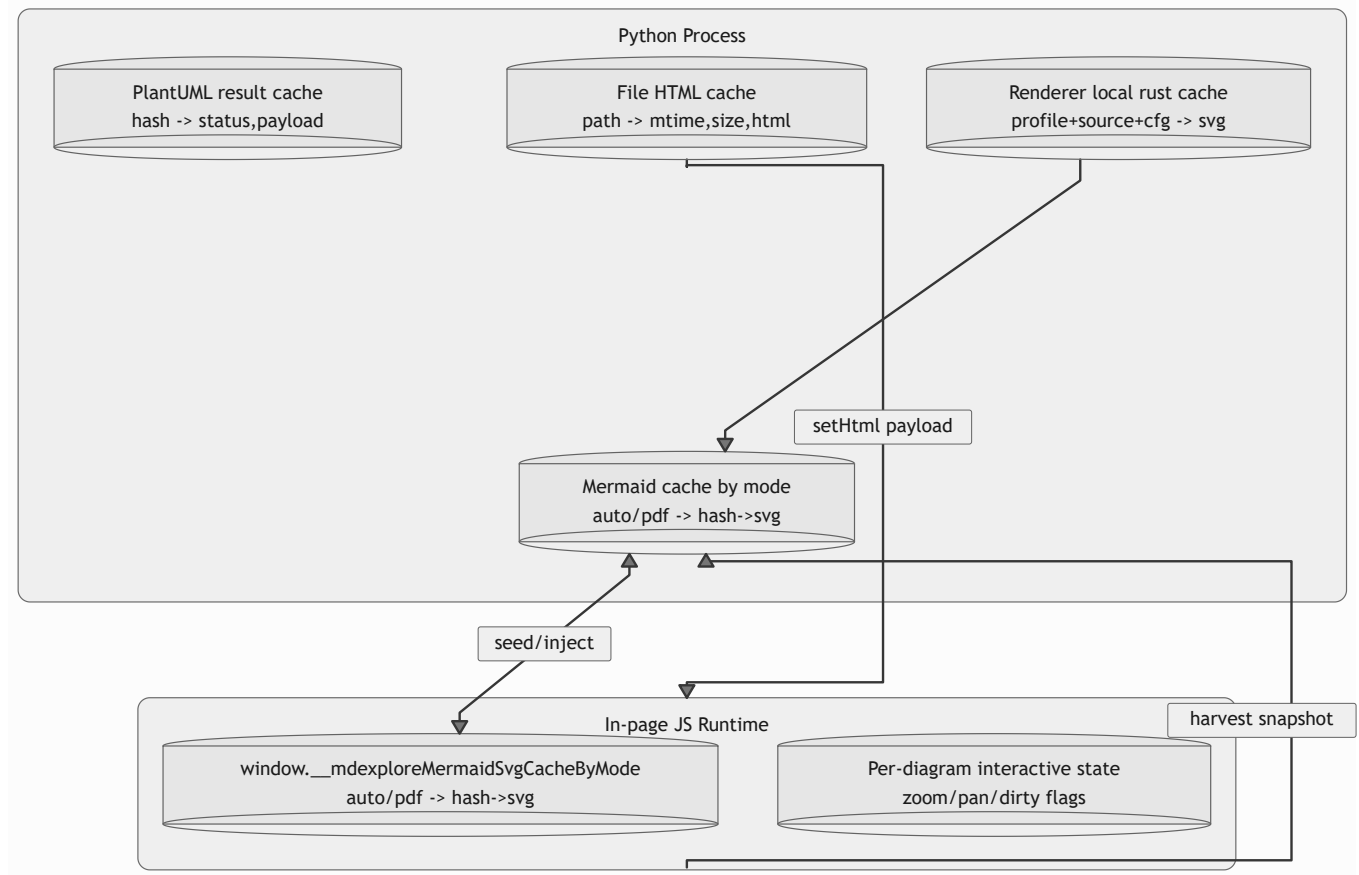 Python Process
PlantUML result cache
hash -> status,payload
File HTML cache
path -> mtime,size,html
Renderer local rust cache
profile+source+cfg -> svg
setHtml payload
Mermaid cache by mode
auto/pdf -> hash->svg
seed/inject
harvest snapshot
In-page JS Runtime
window.__mdexploreMermaidSvgCacheByMode
auto/pdf -> hash->svg
Per-diagram interactive state
zoom/pan/dirty flags